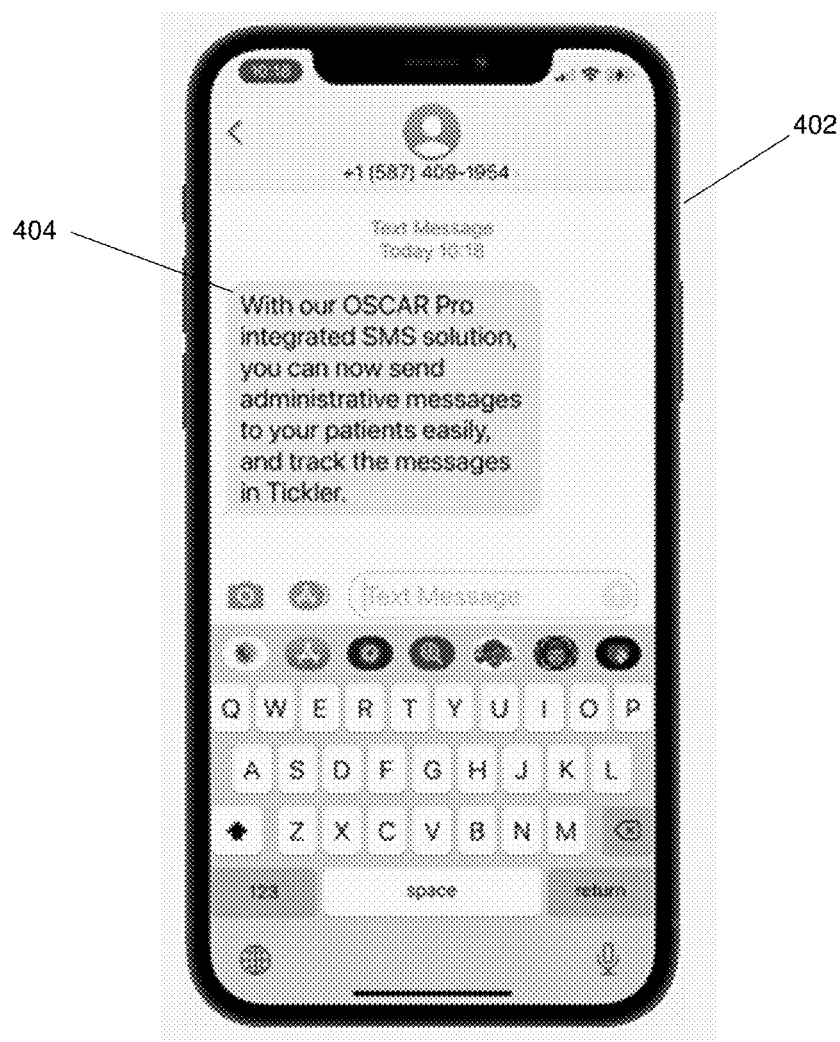 10:18
402
+1 (587) 409-1954
404
Text Message
Today 10:18
With our OSCAR Pro
integrated SMS solution,
you can now send
administrative messages
to your patients easily,
and track the messages
in Tickler.
Text Message
Q W E R T Y U I O P
A S D F G H J K L
Z X C V B N M
123 space return